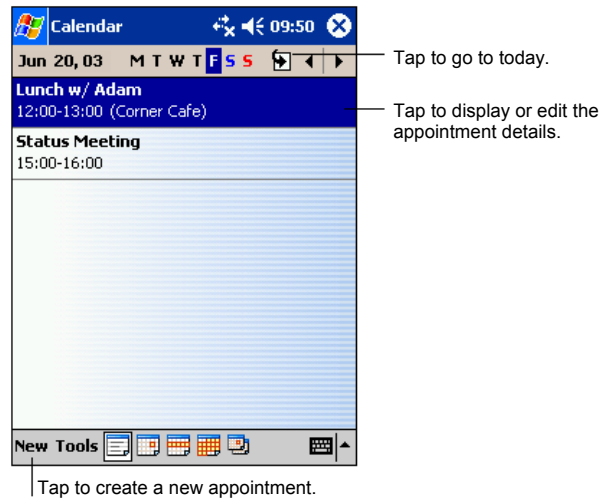 Calendar 09:50
Jun 20, 03 M T W T F S S
Tap to go to today.
Lunch w/ Adam
12:00-13:00 (Corner Cafe)
Tap to display or edit the
appointment details.
Status Meeting
15:00-16:00
New Tools
Tap to create a new appointment.